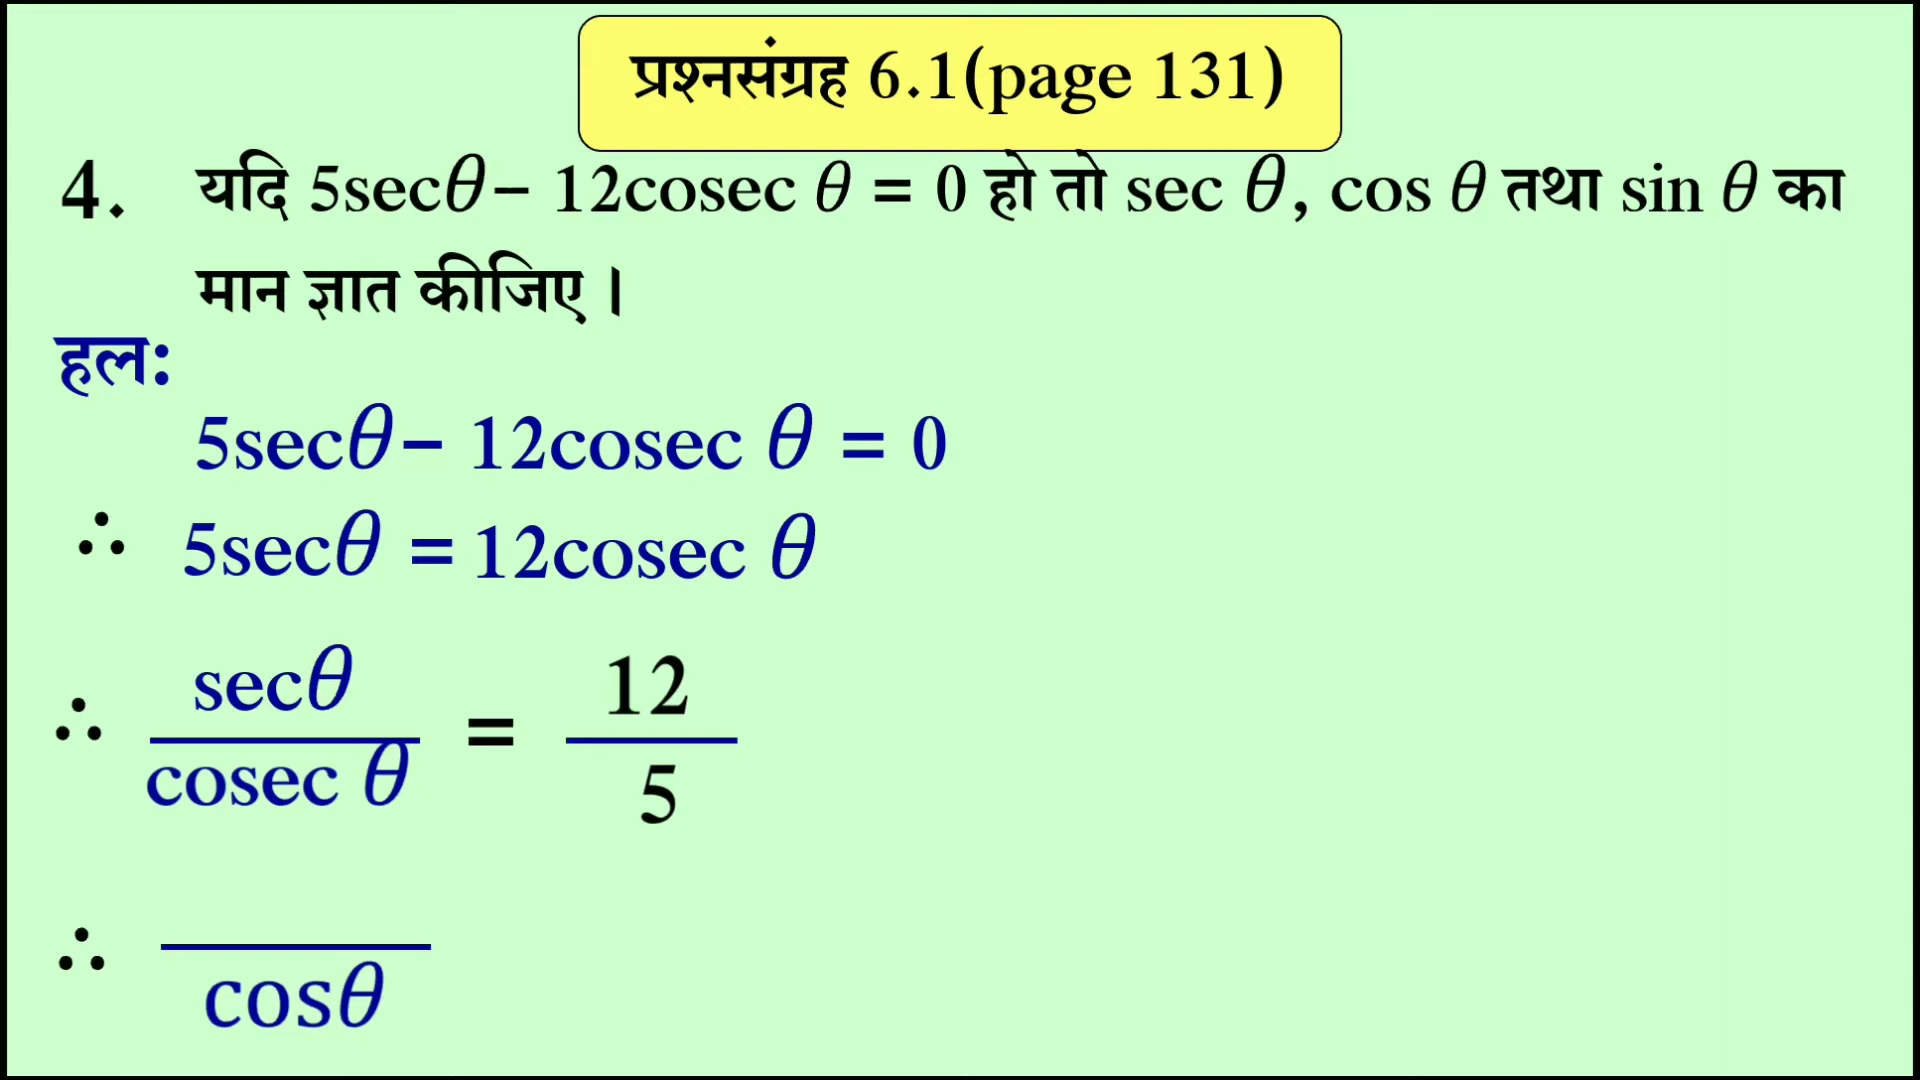 प्रश्नसंग्रह 6.1(page 131)
4. यदि 5secθ– 12cosec θ = 0 हो तो sec θ, cos θ तथा sin θ का
मान ज्ञात कीजिए ।
हल:
5secθ– 12cosec θ = 0
∴ 5secθ = 12cosec θ
∴ secθ/cosec θ = 12/5
∴ /cosθ